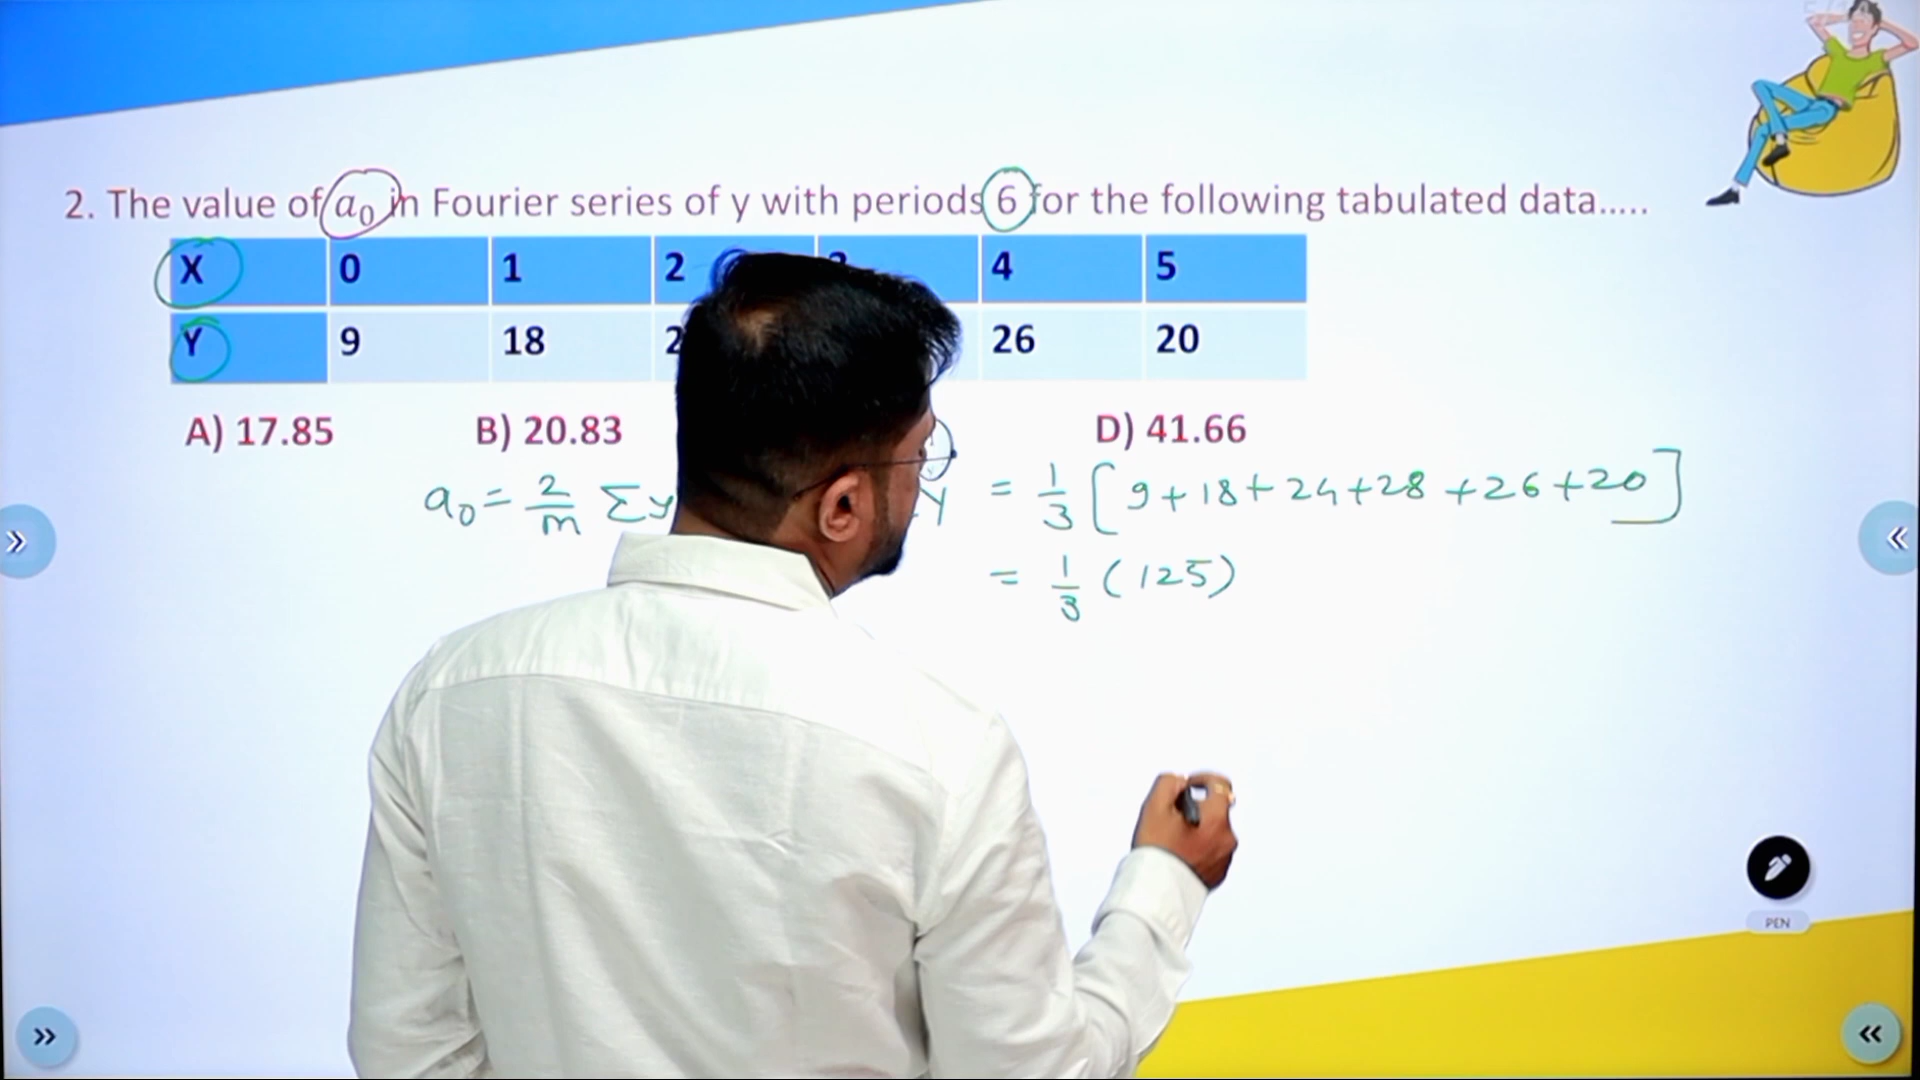 2. The value of a₀ in Fourier series of y with periods 6 for the following tabulated data.....
X 0 1 2 4 5
Y 9 18 26 20
A) 17.85 B) 20.83 D) 41.66
a₀ = 2/m Σy y = 1/3 [9+18+24+28+26+20]
= 1/3 (125)
PEN